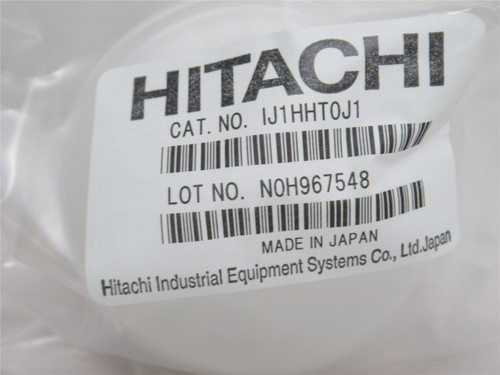 HITACHI
CAT. NO. IJ1HHT0J1
LOT NO. N0H967548
MADE IN JAPAN
Hitachi Industrial Equipment Systems Co., Ltd.Japan